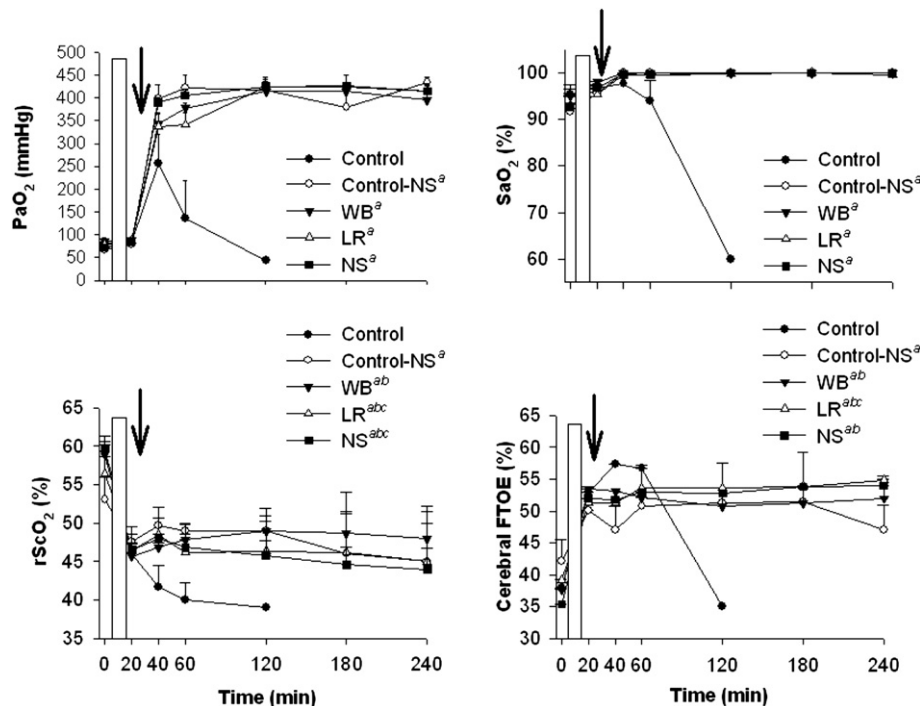 PaO₂ (mmHg)
500
450
400
350
300
250
200
150
100
50
0
Control
Control-NSᵃ
WBᵃ
LRᵃ
NSᵃ
SaO₂ (%)
100
90
80
70
60
Control
Control-NSᵃ
WBᵃ
LRᵃ
NSᵃ
Control
Control-NSᵃ
WBᵃᵇ
LRᵃᵇᶜ
NSᵃᵇᶜ
rScO₂ (%)
65
60
55
50
45
40
35
0 20 40 60 120 180 240
Time (min)
Control
Control-NSᵃ
WBᵃᵇ
LRᵃᵇᶜ
NSᵃᵇ
Cerebral FTOE (%)
65
60
55
50
45
40
35
30
0 20 40 60 120 180 240
Time (min)